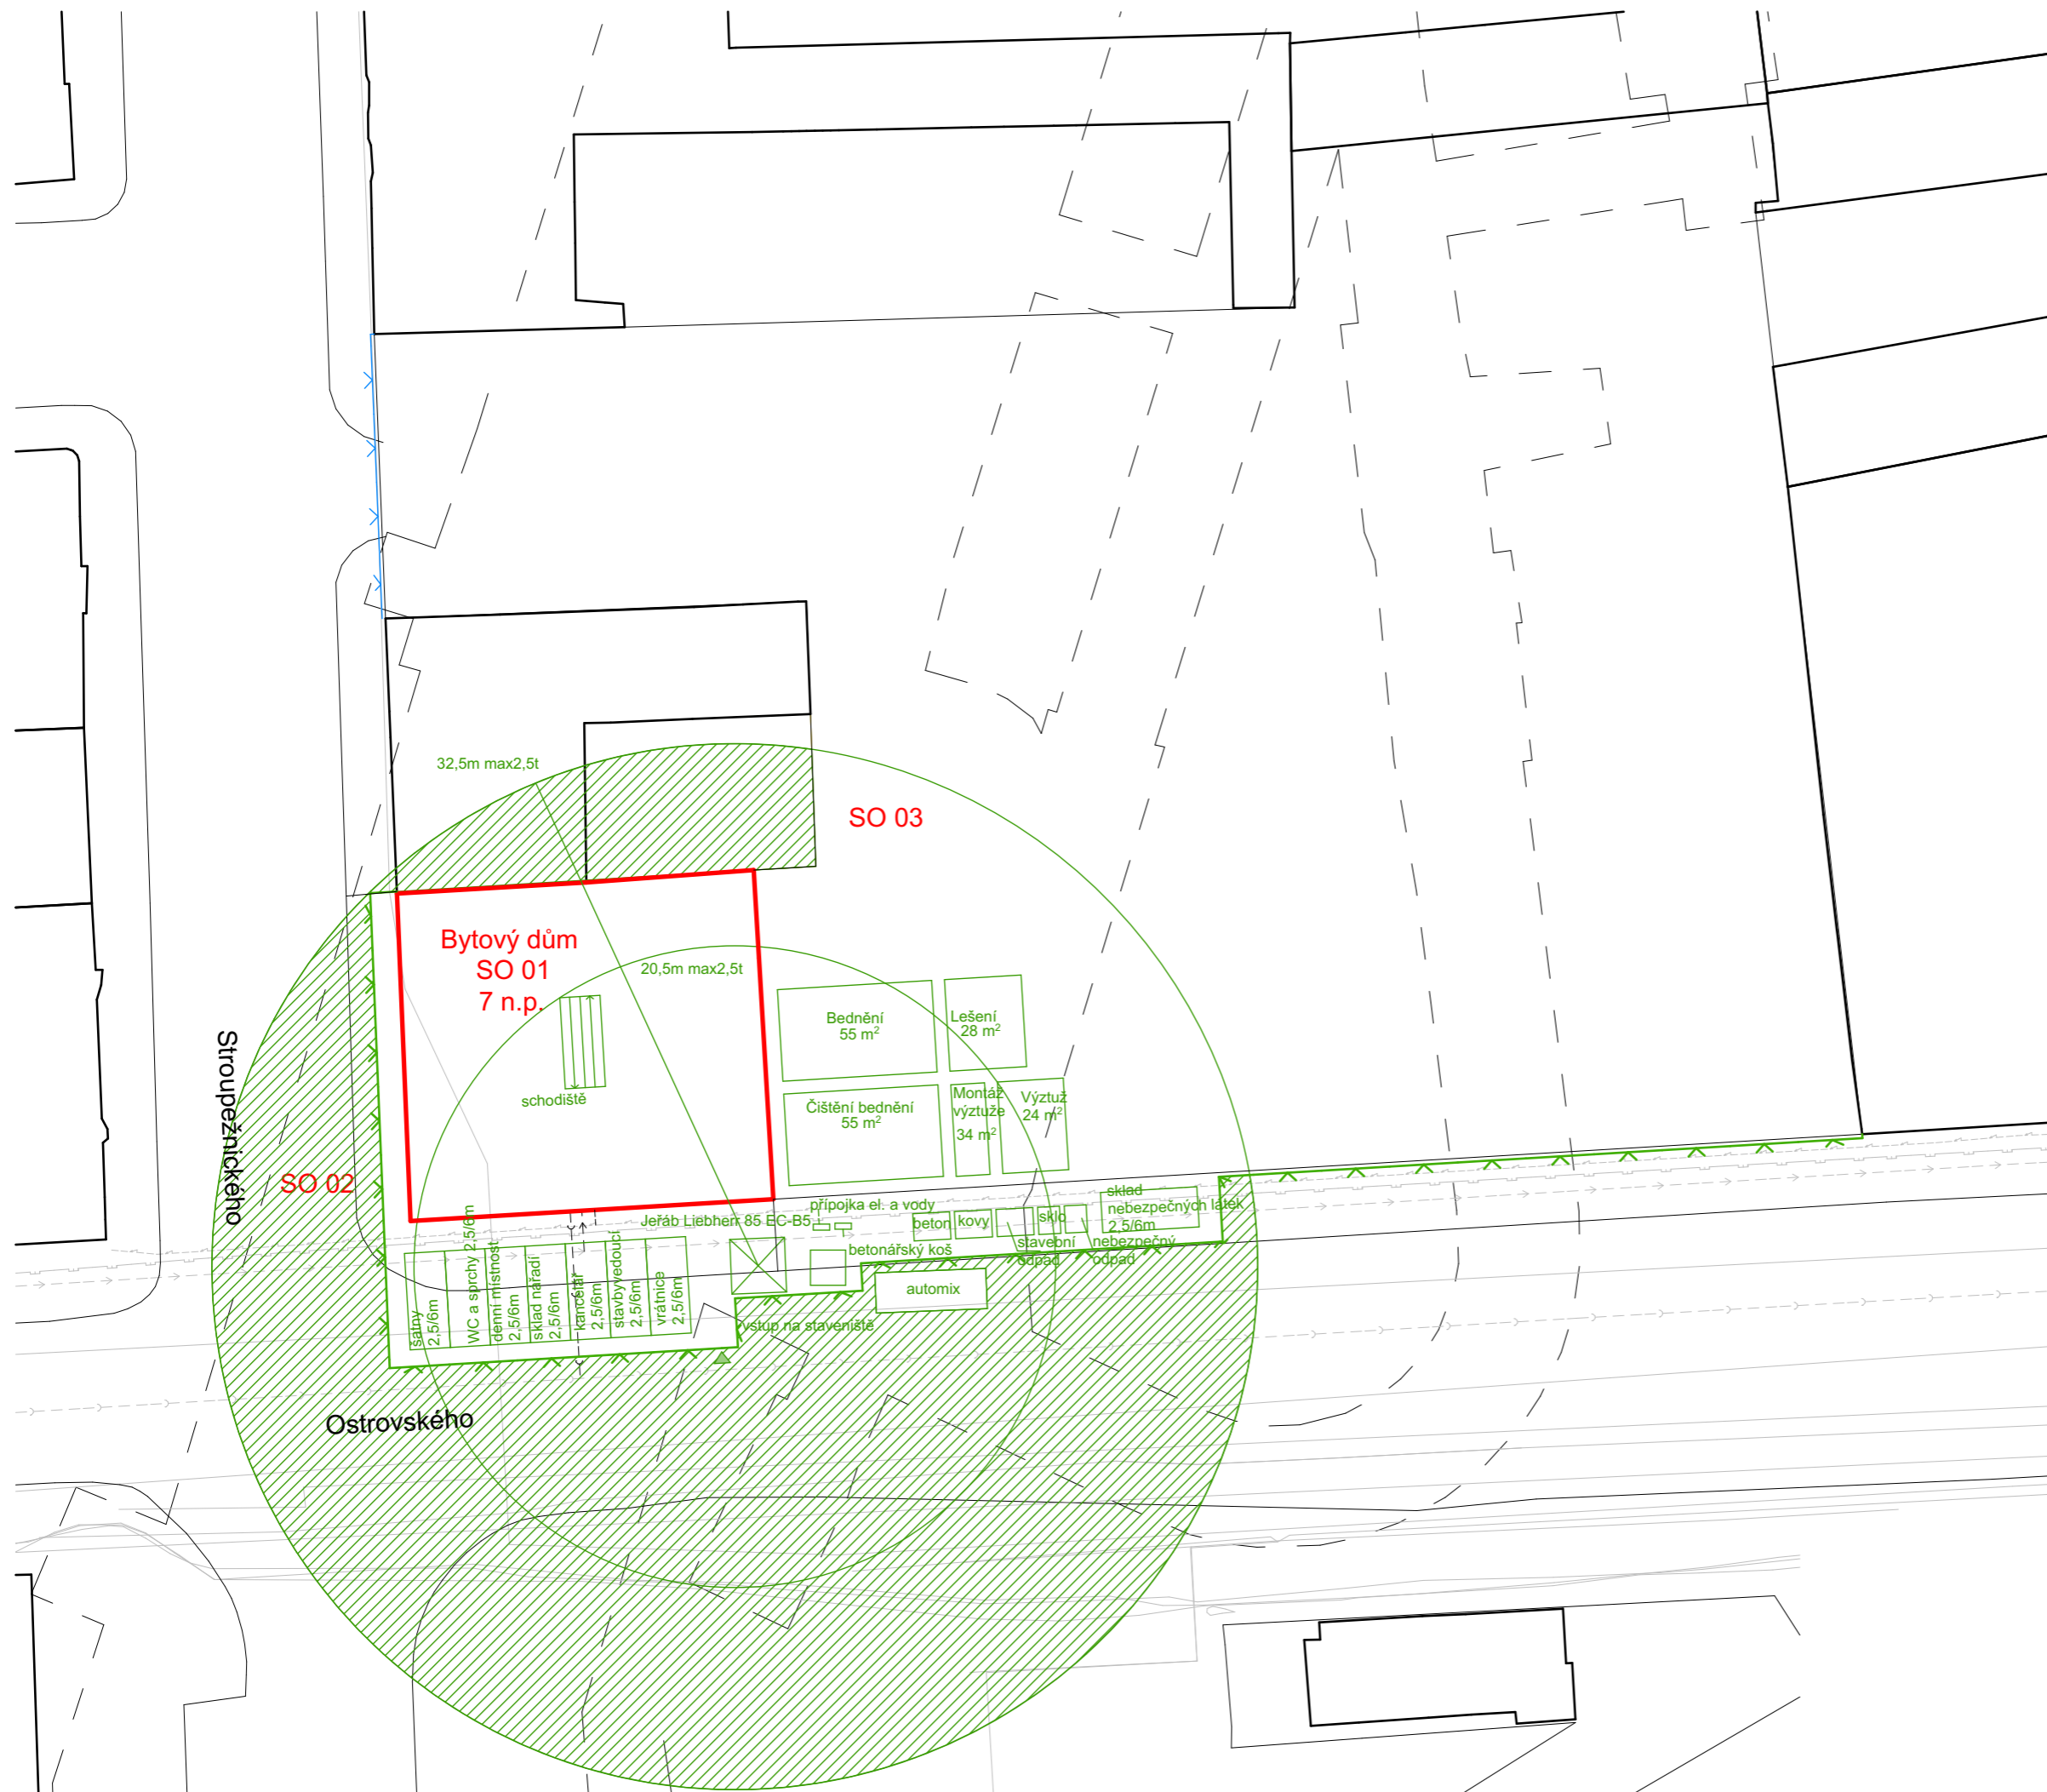 32,5m max2,5t
SO 03
Bytový dům
SO 01
7 n.p.
20,5m max2,5t
Bednění
55 m²
Lešení
28 m²
schodiště
Čištění bednění
55 m²
Montáž
výztuže
34 m²
Výztuž
24 m²
Stroupežnického
SO 02
přípojka el. a vody
Jeřáb Liebherr 85 EC-B5
beton
kovy
sklo
sklad
nebezpečných látek
2,5/6m
stavební
odpad
nebezpečný
odpad
betonářský koš
automix
šatny
2,5/6m
WC a sprchy 2,5/6m
denní místnost
2,5/6m
sklad nářadí
2,5/6m
kancelář
2,5/6m
stavbyvedoucí
2,5/6m
vrátnice
2,5/6m
vstup na staveniště
Ostrovského